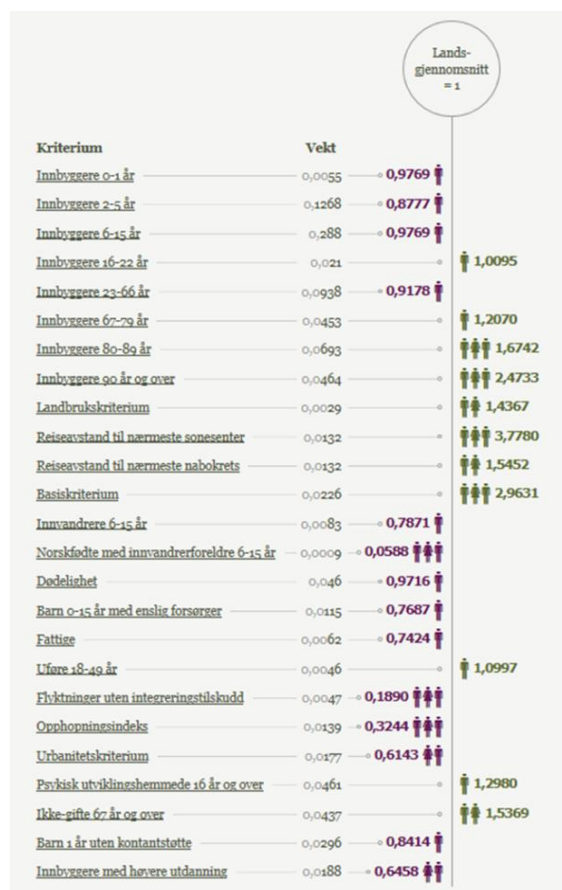 Lands-
gjennomsnitt
= 1
Kriterium Vekt
Innbyggere 0-1 år 0,0055 0,9769
Innbyggere 2-5 år 0,1268 0,8777
Innbyggere 6-15 år 0,288 0,9769
Innbyggere 16-22 år 0,021 1,0095
Innbyggere 23-66 år 0,0938 0,9178
Innbyggere 67-79 år 0,0453 1,2070
Innbyggere 80-89 år 0,0693 1,6742
Innbyggere 90 år og over 0,0464 2,4733
Landbrukskriterium 0,0029 1,4367
Reiseavstand til nærmeste sonesenter 0,0132 3,7780
Reiseavstand til nærmeste nabokrets 0,0132 1,5452
Basiskriterium 0,0226 2,9631
Innvandrere 6-15 år 0,0083 0,7871
Norskfødte med innvandrerforeldre 6-15 år 0,0009 0,0588
Dødelighet 0,046 0,9716
Barn 0-15 år med enslig forsørger 0,0115 0,7687
Fattige 0,0062 0,7424
Uføre 18-49 år 0,0046 1,0997
Flyktninger uten integreringstilskudd 0,0047 0,1890
Opphopningsindeks 0,0139 0,3244
Urbanitetskriterium 0,0177 0,6143
Psykisk utviklingshemmede 16 år og over 0,0461 1,2980
Ikke-gifte 67 år og over 0,0437 1,5369
Barn 1 år uten kontantstøtte 0,0296 0,8414
Innbyggere med høyere utdanning 0,0188 0,6458